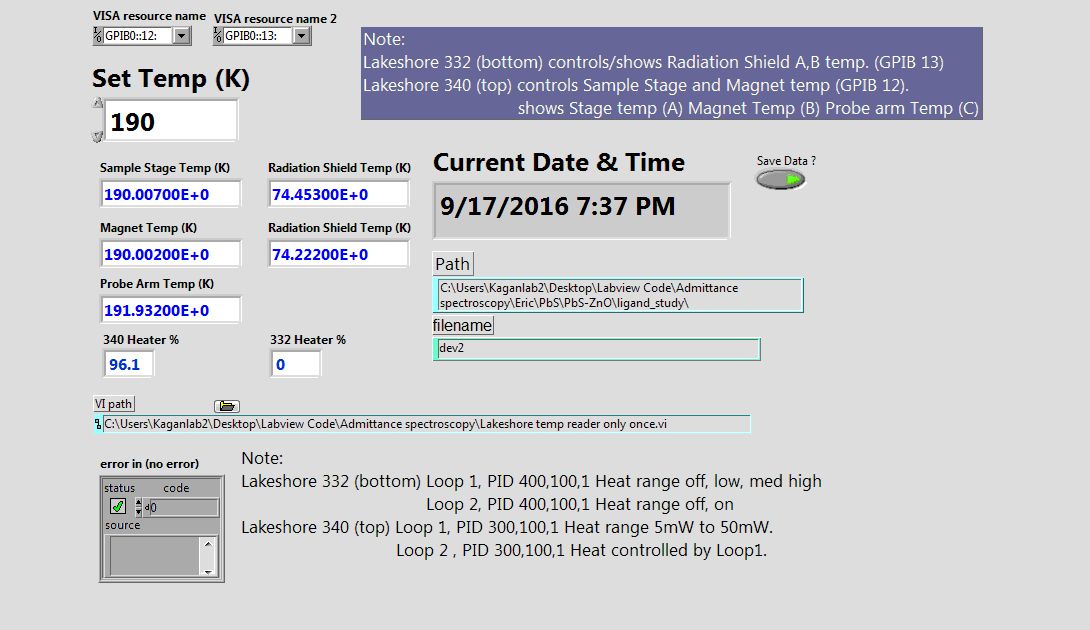 VISA resource name
VISA resource name 2
GPIB0::12:
GPIB0::13:
Note:
Lakeshore 332 (bottom) controls/shows Radiation Shield A,B temp. (GPIB 13)
Lakeshore 340 (top) controls Sample Stage and Magnet temp (GPIB 12).
shows Stage temp (A) Magnet Temp (B) Probe arm Temp (C)
Set Temp (K)
190
Sample Stage Temp (K)
190.00700E+0
Radiation Shield Temp (K)
74.45300E+0
Magnet Temp (K)
190.00200E+0
Radiation Shield Temp (K)
74.22200E+0
Probe Arm Temp (K)
191.93200E+0
340 Heater %
96.1
332 Heater %
0
Current Date & Time
9/17/2016 7:37 PM
Save Data ?
Path
C:\Users\Kaganlab2\Desktop\Labview Code\Admittance
spectroscopy\Eric\PbS\PbS-ZnO\ligand_study\
filename
dev2
VI path
C:\Users\Kaganlab2\Desktop\Labview Code\Admittance spectroscopy\Lakeshore temp reader only once.vi
error in (no error)
status
code
d0
source
Note:
Lakeshore 332 (bottom) Loop 1, PID 400,100,1 Heat range off, low, med high
Loop 2, PID 400,100,1 Heat range off, on
Lakeshore 340 (top) Loop 1, PID 300,100,1 Heat range 5mW to 50mW.
Loop 2 , PID 300,100,1 Heat controlled by Loop1.